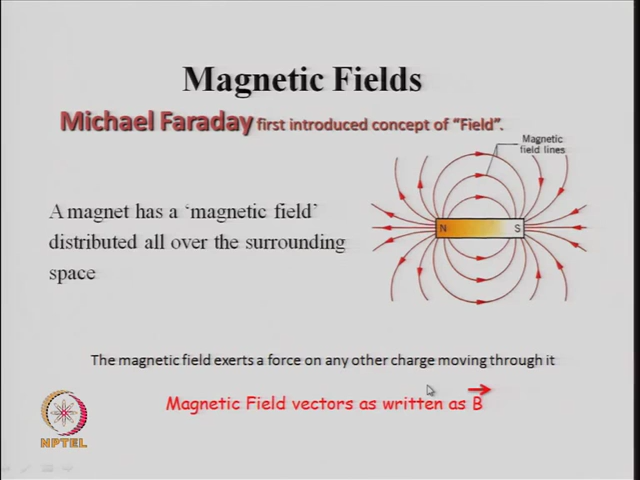 Magnetic Fields
Michael Faraday first introduced concept of “Field”.
Magnetic
field lines
A magnet has a ‘magnetic field’
distributed all over the surrounding
space
N S
The magnetic field exerts a force on any other charge moving through it
Magnetic Field vectors as written as B
NPTEL